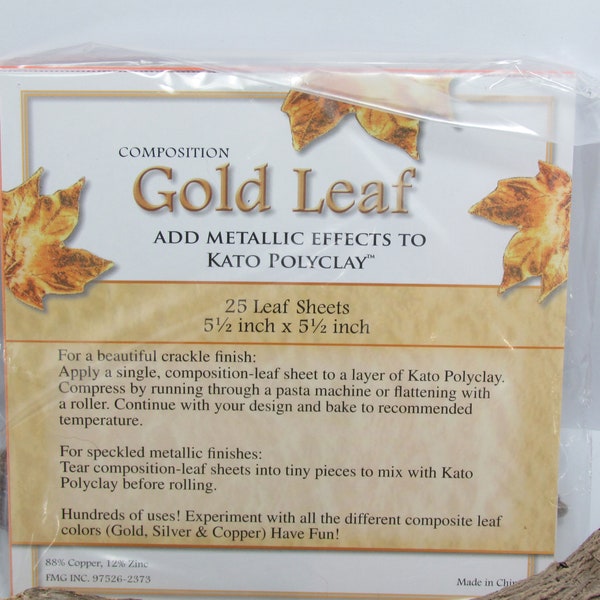 COMPOSITION
Gold Leaf
ADD METALLIC EFFECTS TO
KATO POLYCLAY™
25 Leaf Sheets
5½ inch x 5½ inch
For a beautiful crackle finish:
Apply a single, composition-leaf sheet to a layer of Kato Polyclay.
Compress by running through a pasta machine or flattening with
a roller. Continue with your design and bake to recommended
temperature.
For speckled metallic finishes:
Tear composition-leaf sheets into tiny pieces to mix with Kato
Polyclay before rolling.
Hundreds of uses! Experiment with all the different composite leaf
colors (Gold, Silver & Copper) Have Fun!
88% Copper, 12% Zinc
FMG INC. 97526-2373
Made in Chin